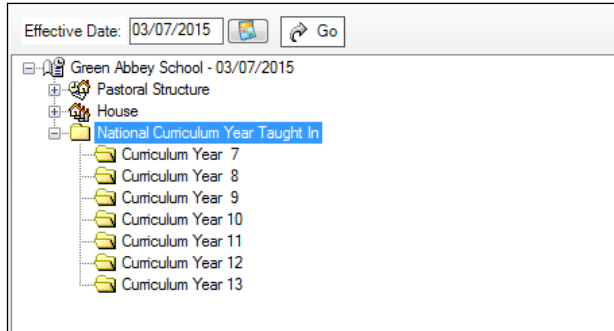 Effective Date: 03/07/2015 Go
Green Abbey School - 03/07/2015
Pastoral Structure
House
National Curriculum Year Taught In
Curriculum Year 7
Curriculum Year 8
Curriculum Year 9
Curriculum Year 10
Curriculum Year 11
Curriculum Year 12
Curriculum Year 13